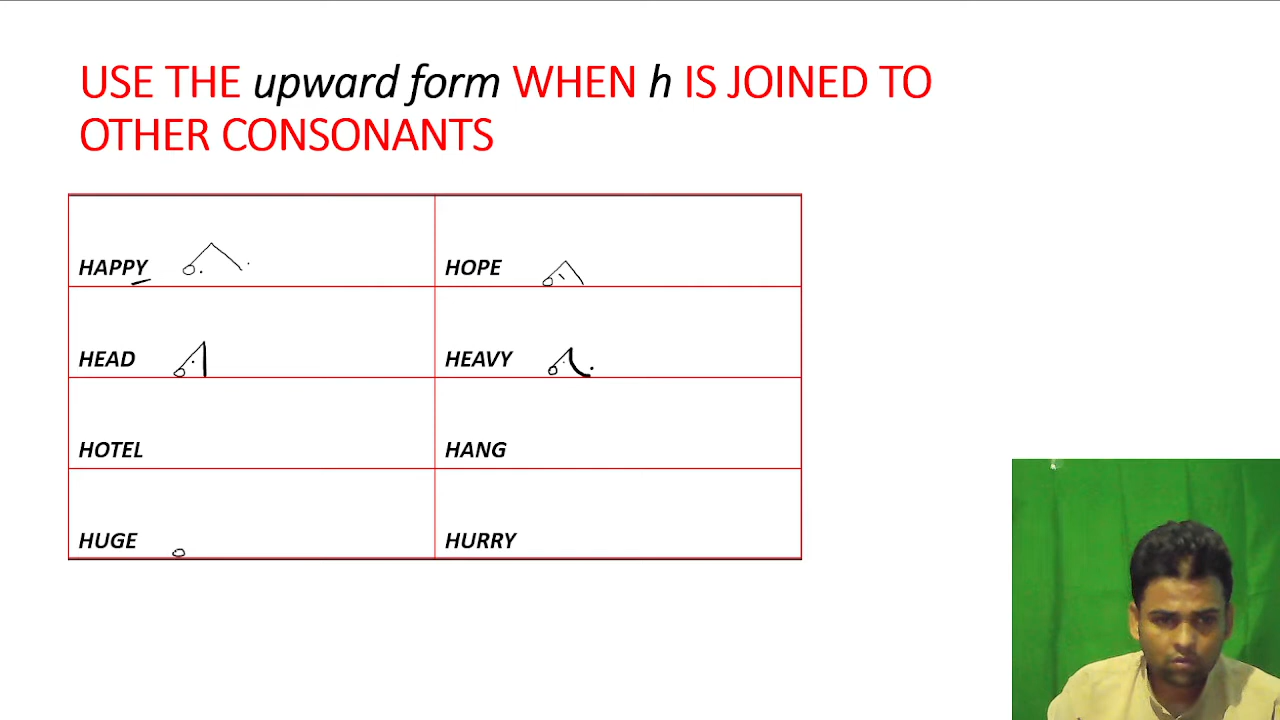 USE THE upward form WHEN h IS JOINED TO
OTHER CONSONANTS
HAPPY
HOPE
HEAD
HEAVY
HOTEL
HANG
HUGE
HURRY